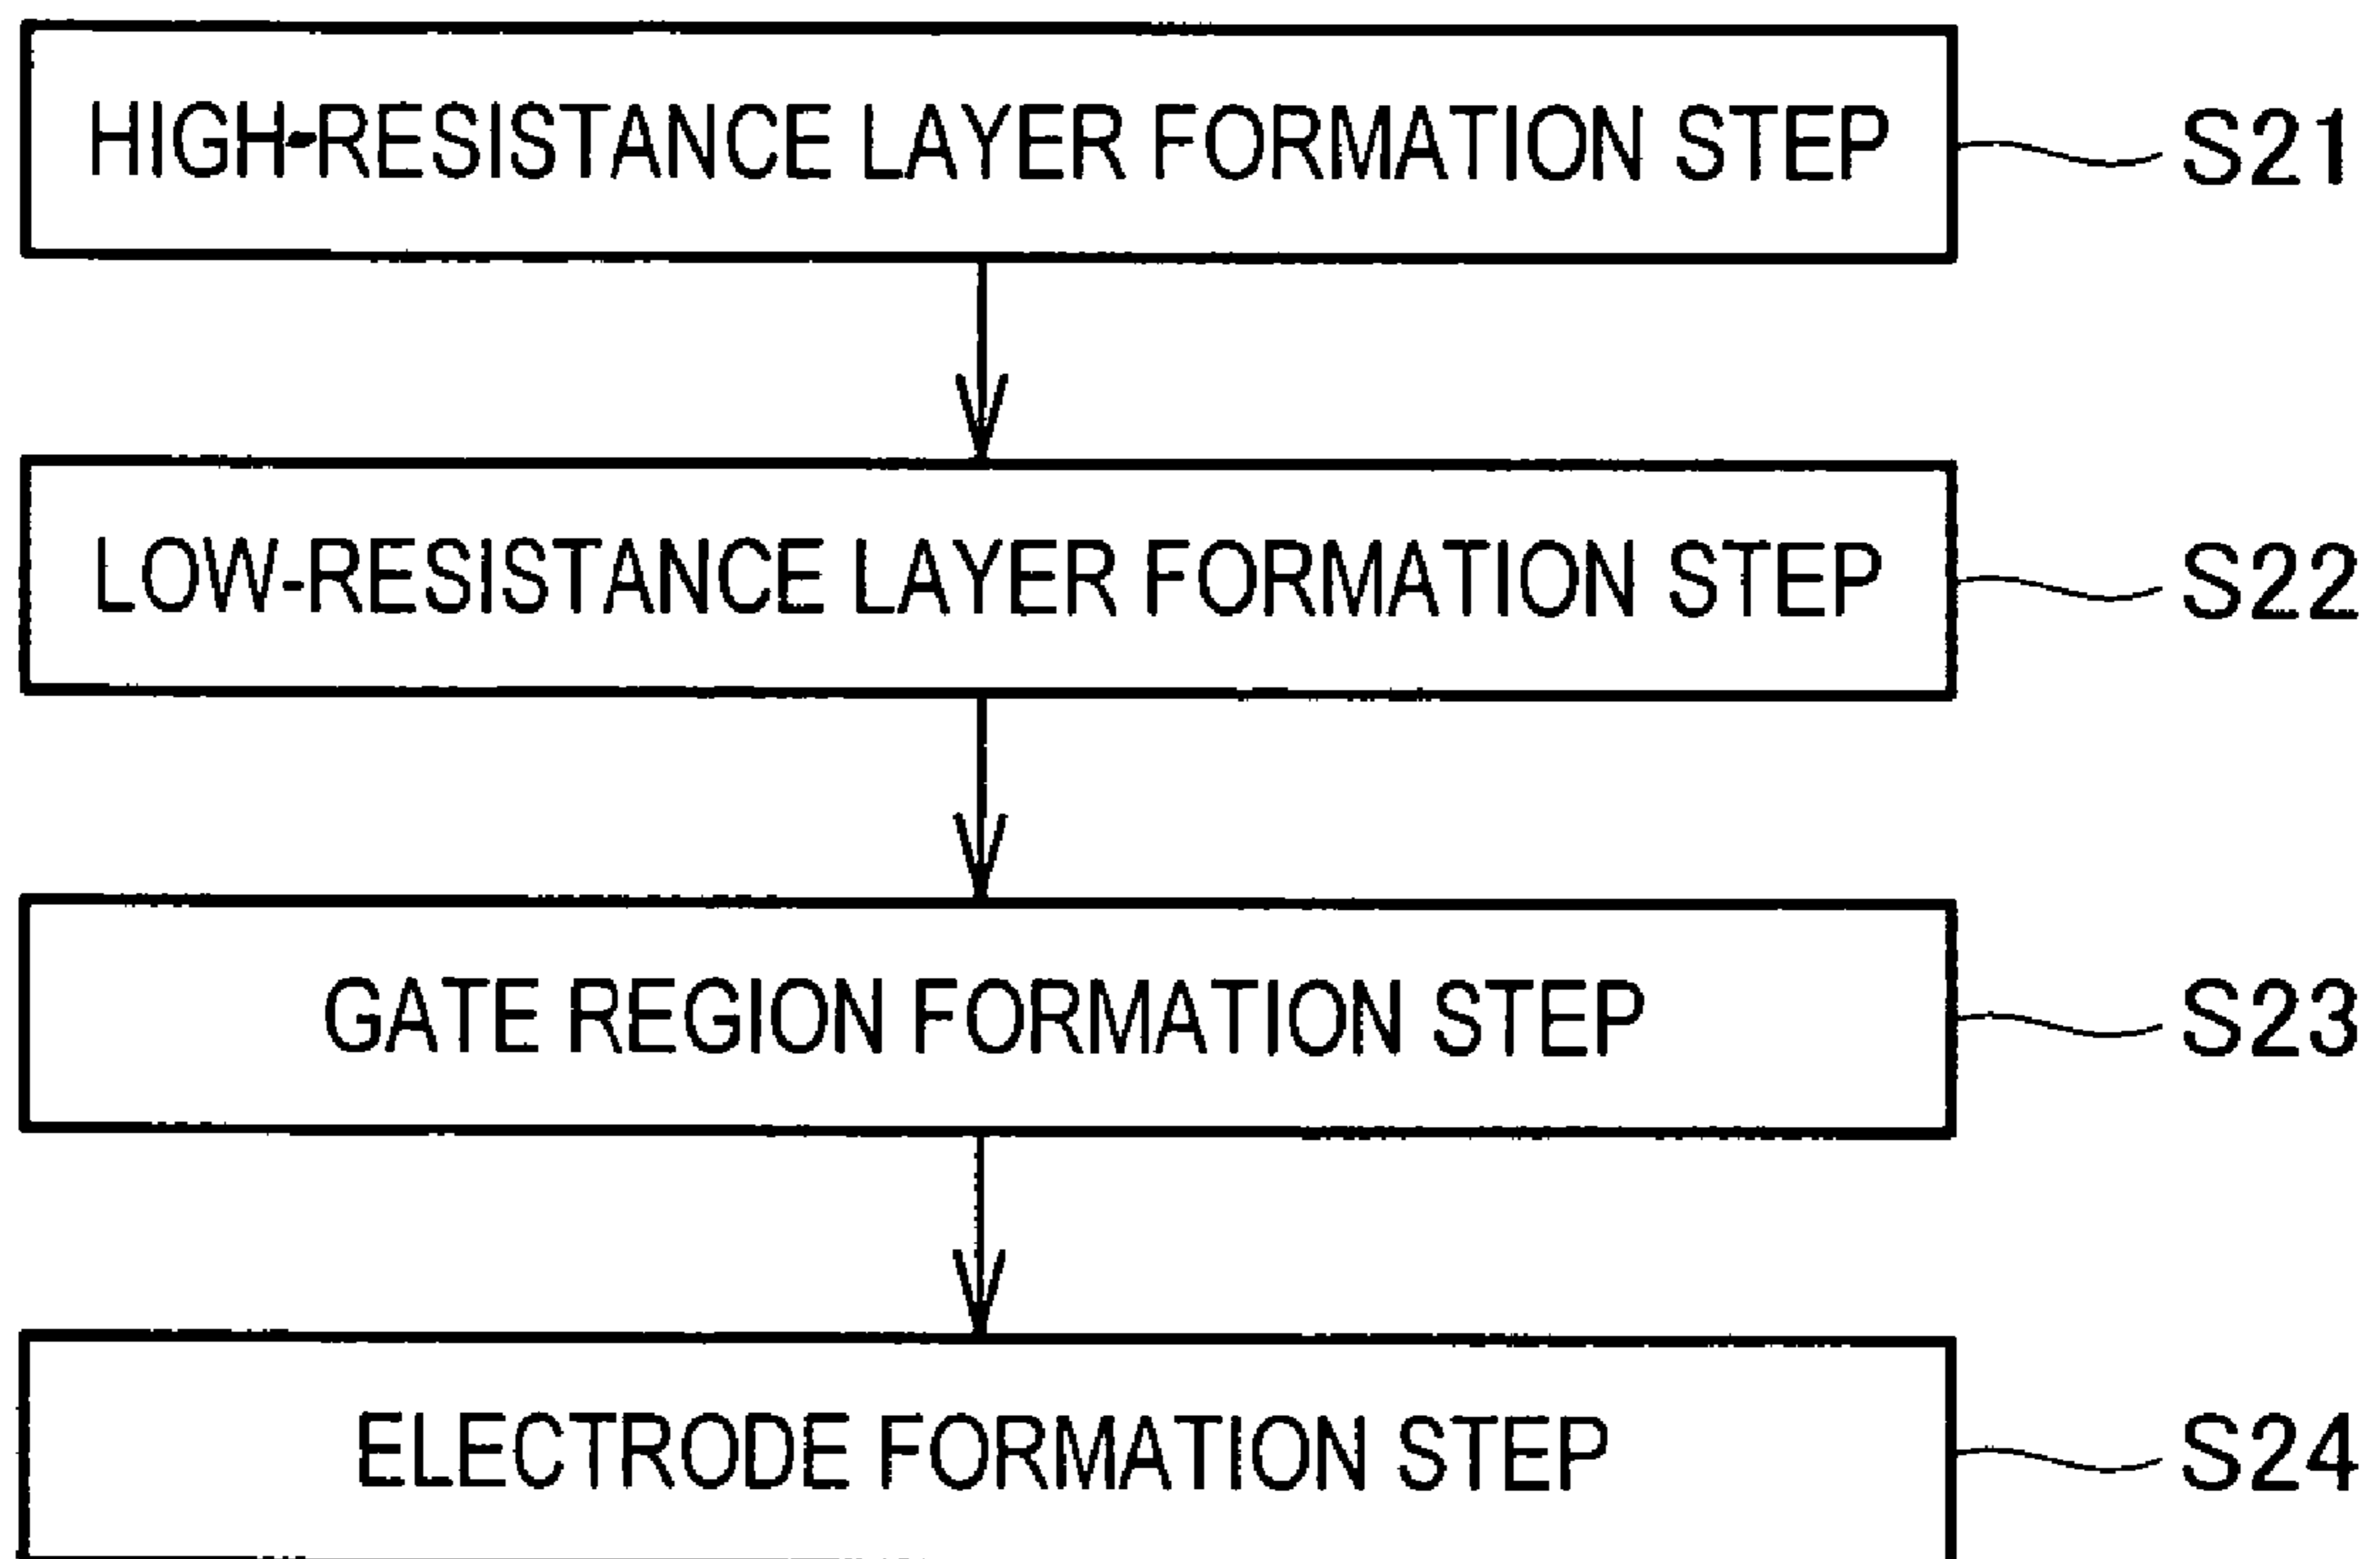 HIGH-RESISTANCE LAYER FORMATION STEP S21
LOW-RESISTANCE LAYER FORMATION STEP S22
GATE REGION FORMATION STEP S23
ELECTRODE FORMATION STEP S24